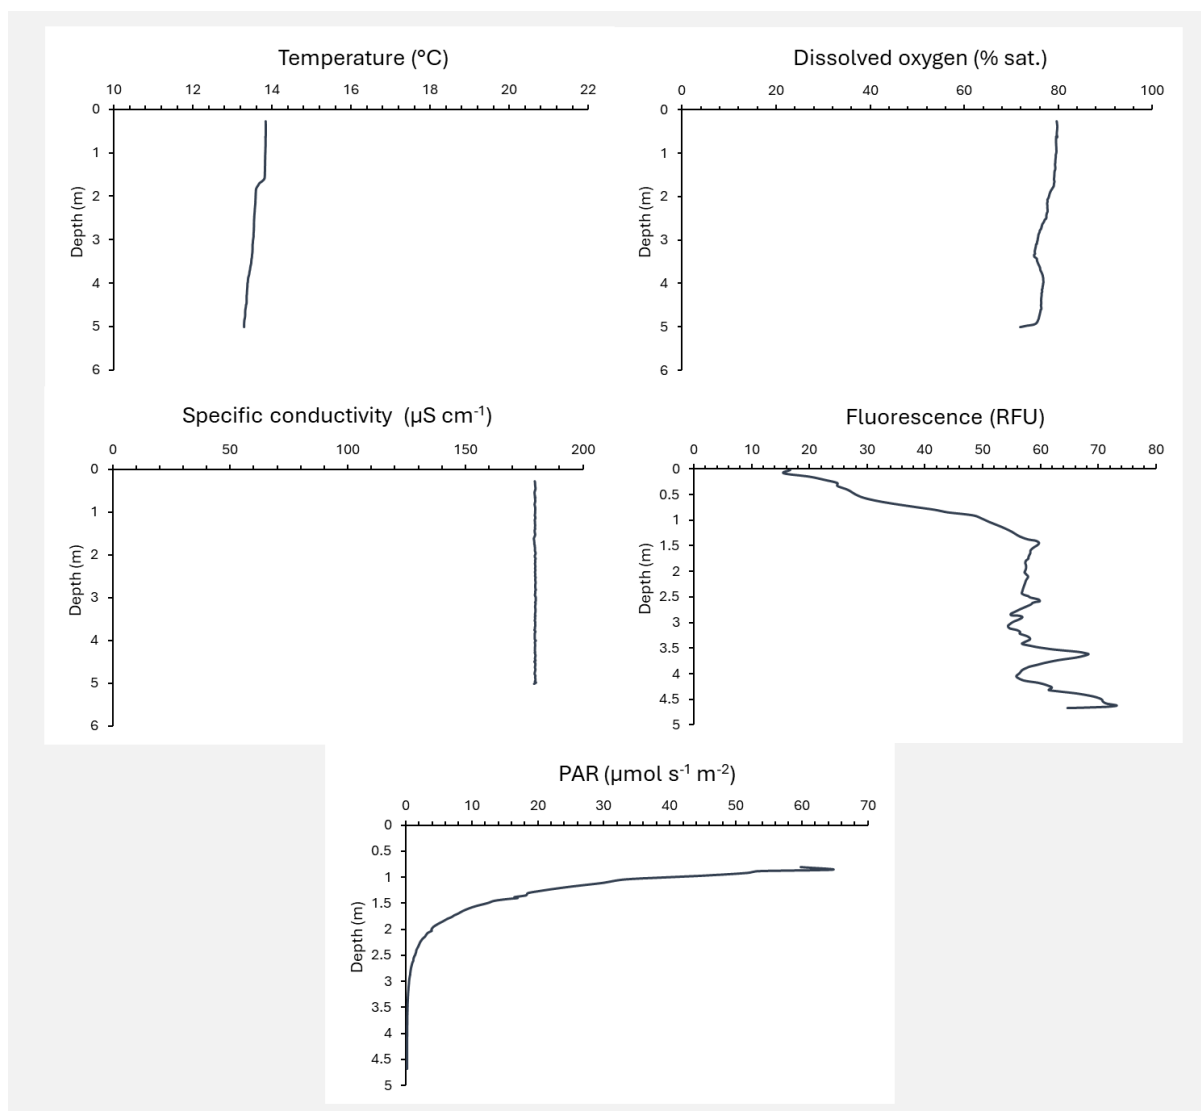 Temperature (°C)
10 12 14 16 18 20 22
0
1
2
3
4
5
6
Depth (m)
Dissolved oxygen (% sat.)
0 20 40 60 80 100
0
1
2
3
4
5
6
Depth (m)
Specific conductivity (µS cm-1)
0 50 100 150 200
0
1
2
3
4
5
6
Depth (m)
Fluorescence (RFU)
0 10 20 30 40 50 60 70 80
0
0.5
1
1.5
2
2.5
3
3.5
4
4.5
5
Depth (m)
PAR (µmol s-1 m-2)
0 10 20 30 40 50 60 70
0
0.5
1
1.5
2
2.5
3
3.5
4
4.5
5
Depth (m)